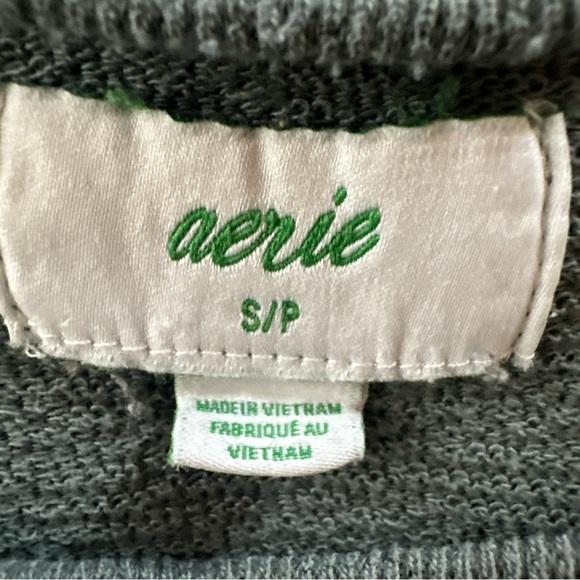 aerie
S/P
MADE IN VIETNAM
FABRIQUÉ AU
VIETNAM